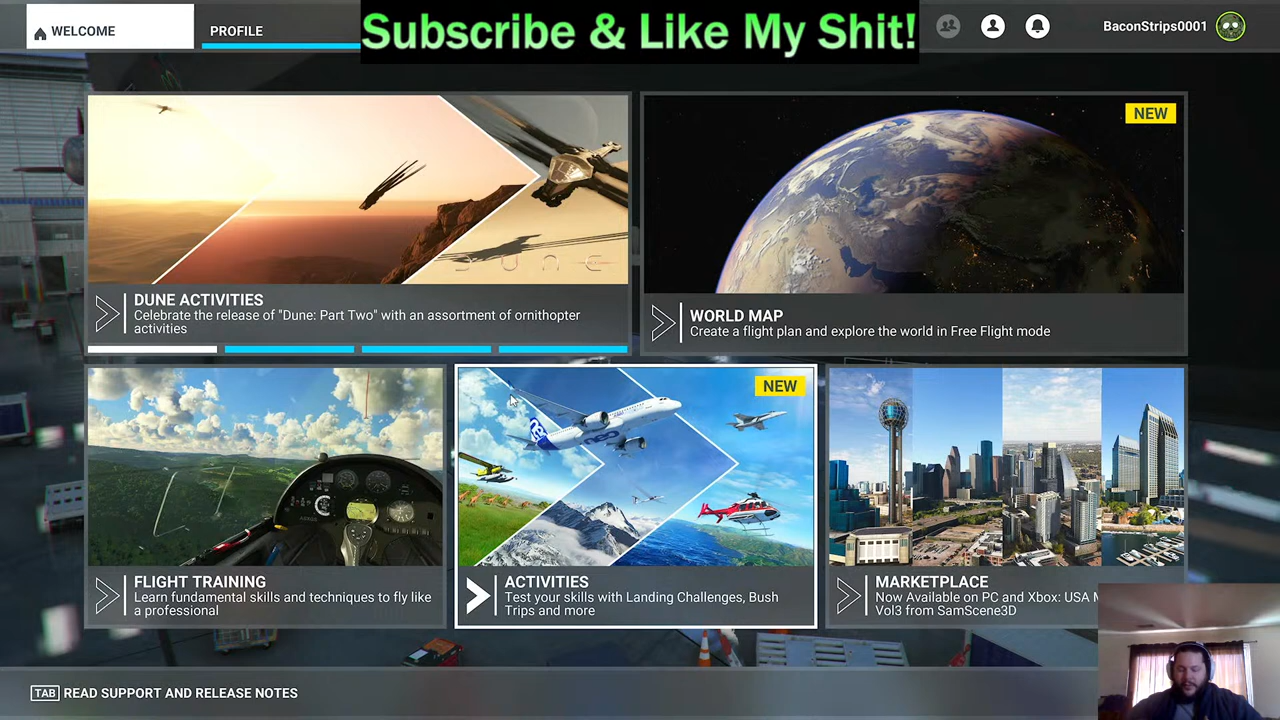 WELCOME
PROFILE
Subscribe & Like My Shit!
BaconStrips0001
NEW
DUNE
DUNE ACTIVITIES
Celebrate the release of "Dune: Part Two" with an assortment of ornithopter
activities
WORLD MAP
Create a flight plan and explore the world in Free Flight mode
NEW
neo
FLIGHT TRAINING
Learn fundamental skills and techniques to fly like
a professional
ACTIVITIES
Test your skills with Landing Challenges, Bush
Trips and more
MARKETPLACE
Now Available on PC and Xbox: USA
Vol3 from SamScene3D
TAB READ SUPPORT AND RELEASE NOTES